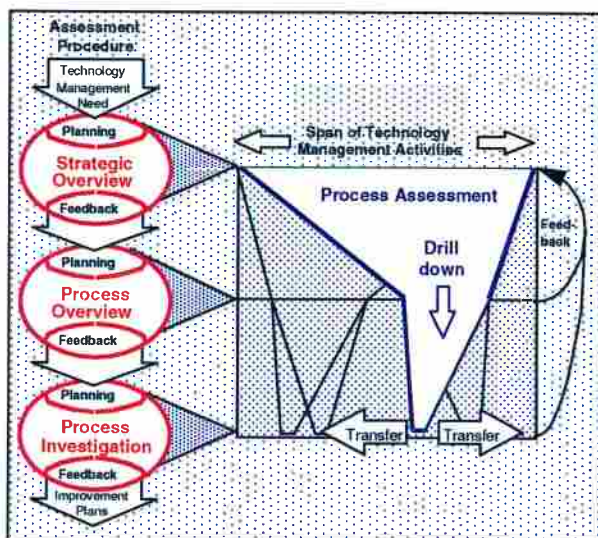 Assessment
Procedure:
Technology
Management
Need
Planning
Strategic
Overview
Feedback
Planning
Process
Overview
Feedback
Planning
Process
Investigation
Feedback
Improvement
Plans
Span of Technology
Management Activities
Process Assessment
Drill
down
Feed-
back
Transfer
Transfer